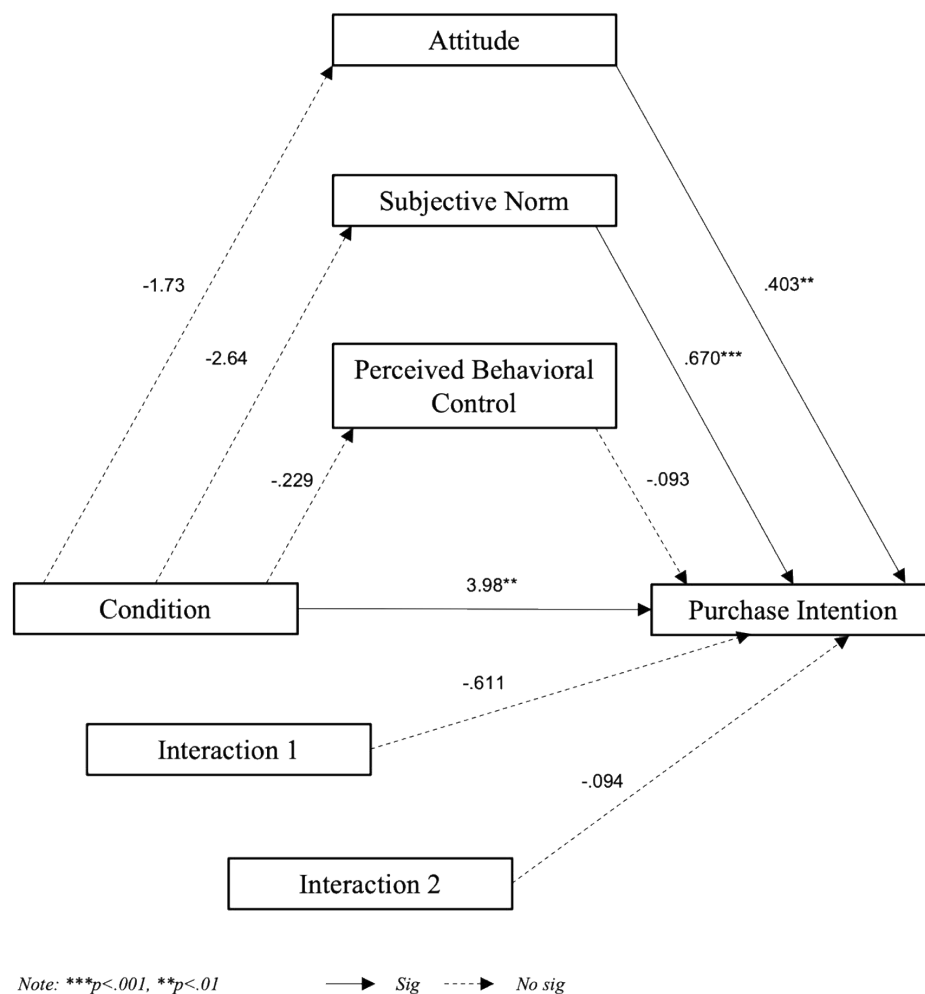 Attitude
Subjective Norm
-1.73
.403**
-2.64
.670***
Perceived Behavioral
Control
-.229
-.093
Condition
3.98**
Purchase Intention
-.611
Interaction 1
-.094
Interaction 2
Note: ***p<.001, **p<.01
Sig
No sig